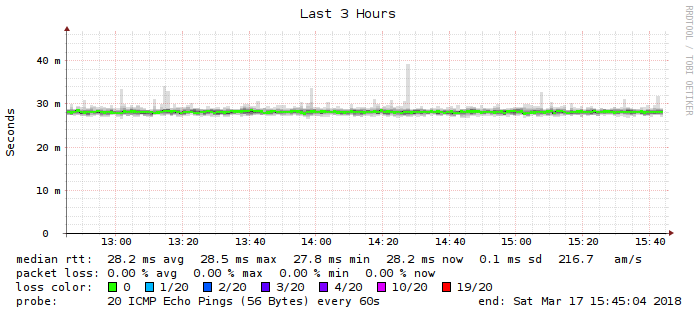 Last 3 Hours
RRDTOOL / TOBI OETIKER
Seconds
40 m
30 m
20 m
10 m
0
13:00 13:20 13:40 14:00 14:20 14:40 15:00 15:20 15:40
median rtt: 28.2 ms avg 28.5 ms max 27.8 ms min 28.2 ms now 0.1 ms sd 216.7 am/s
packet loss: 0.00 % avg 0.00 % max 0.00 % min 0.00 % now
loss color: 0 1/20 2/20 3/20 4/20 10/20 19/20
probe: 20 ICMP Echo Pings (56 Bytes) every 60s end: Sat Mar 17 15:45:04 2018